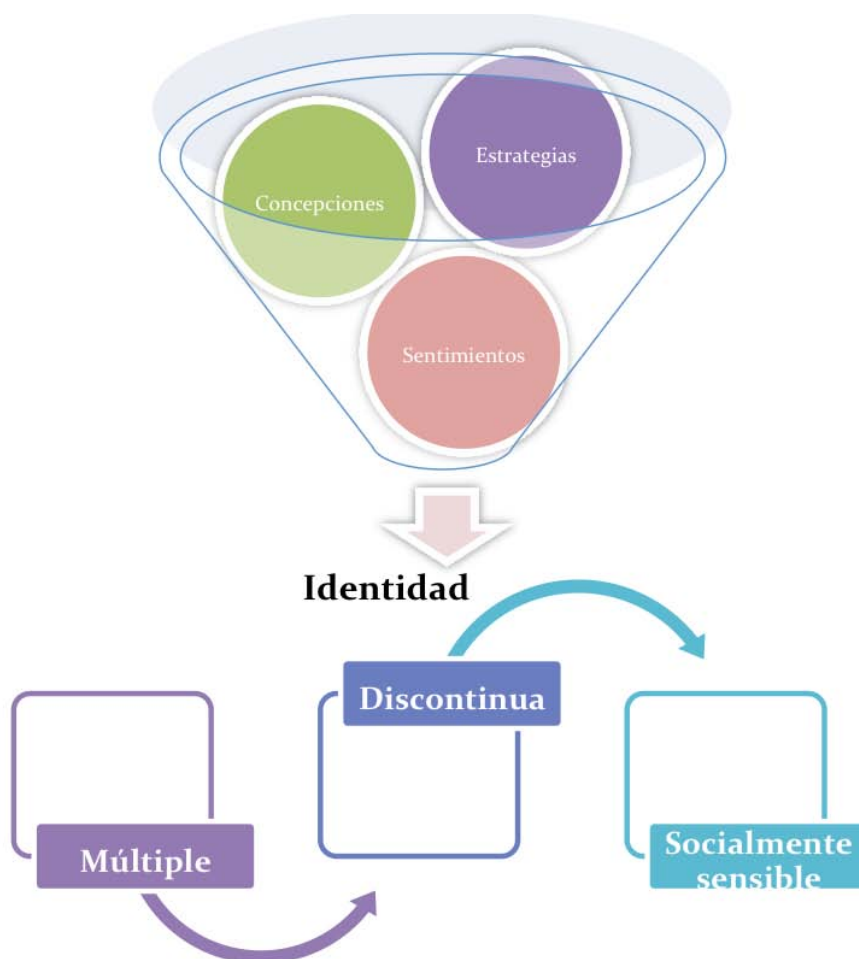 Estrategias
Concepciones
Sentimientos
Identidad
Discontinua
Múltiple
Socialmente
sensible